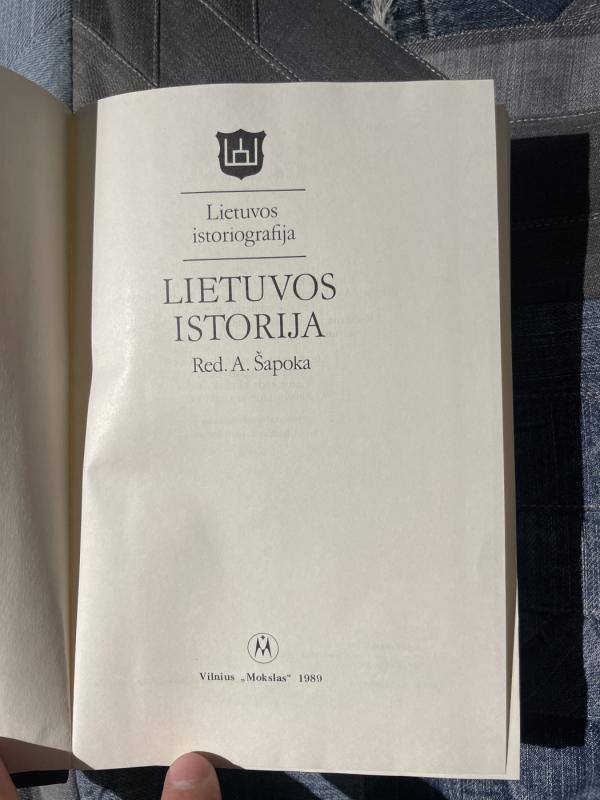 Lietuvos
istoriografija
LIETUVOS
ISTORIJA
Red. A. Šapoka
Vilnius „Mokslas“ 1989